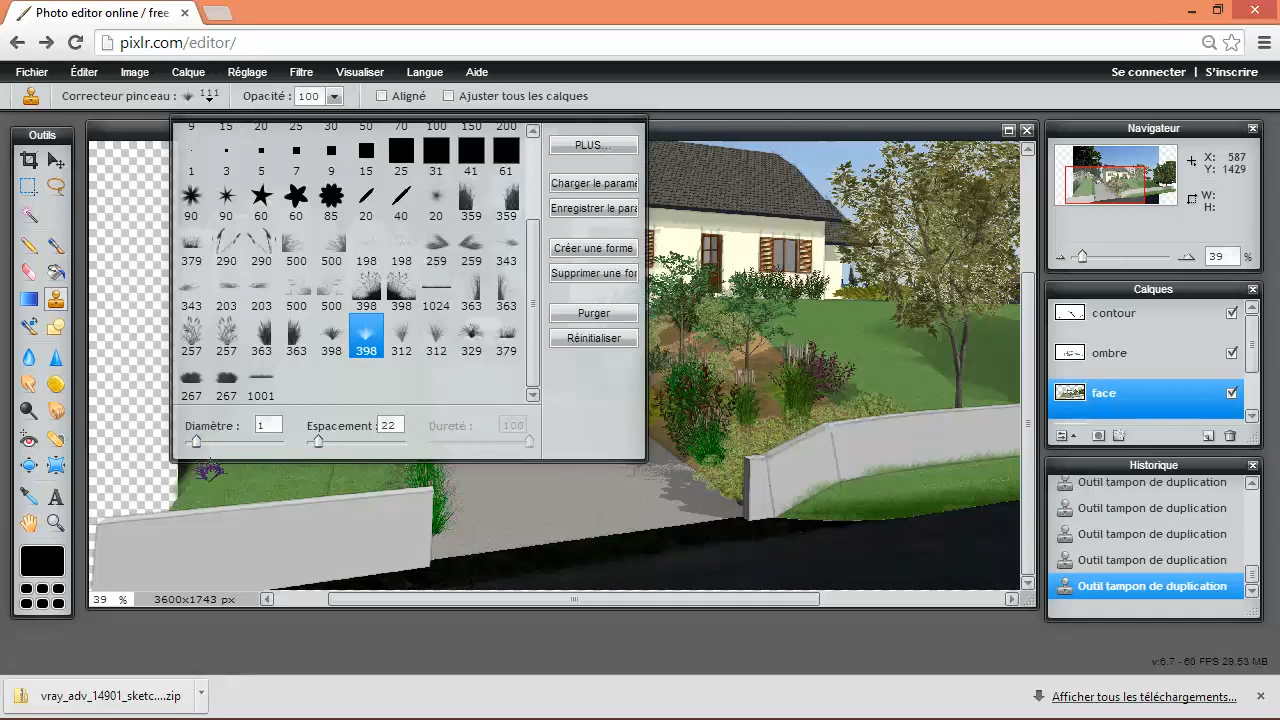 Photo editor online / free
pixlr.com/editor/
Fichier Éditer Image Calque Réglage Filtre Visualiser Langue Aide Se connecter | S'inscrire
Correcteur pinceau : 111 Opacité : 100 Aligné Ajuster tous les calques
Outils
9 15 20 25 30 50 70 100 150 200
1 3 5 7 9 15 25 31 41 61
90 90 60 60 85 20 40 20 359 359
379 290 290 500 500 198 198 259 259 343
343 203 203 500 500 398 398 1024 363 363
257 257 363 363 398 398 312 312 329 379
267 267 1001
Diamètre : 1 Espacement : 22 Dureté : 100
PLUS...
Charger le paramé
Enregistrer le para
Créer une forme
Supprimer une for
Purger
Réinitialiser
39 % 3600x1743 px
Navigateur
X: 587
Y: 1429
W:
H:
39 %
Calques
contour
ombre
face
Historique
Outil tampon de duplication
Outil tampon de duplication
Outil tampon de duplication
Outil tampon de duplication
Outil tampon de duplication
v:6.7 - 60 FPS 29,53 MB
vray_adv_14901_sketc....zip
Afficher tous les téléchargements...